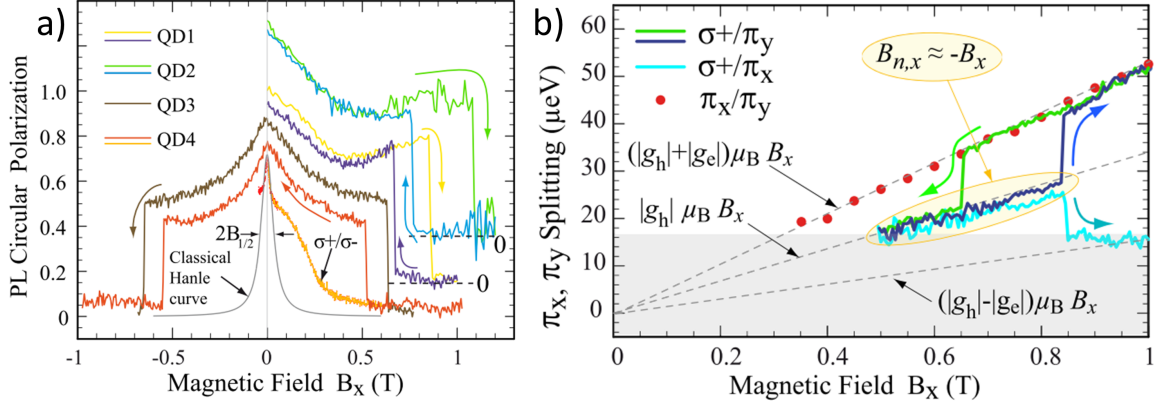 a)
PL Circular Polarization
1.0
0.8
0.6
0.4
0.2
0
QD1
QD2
QD3
QD4
2B1/2
σ+/σ-
Classical
Hanle
curve
0
0
-1
-0.5
0
0.5
1
Magnetic Field Bx (T)
b)
πx, πy Splitting (μeV)
60
50
40
30
20
10
0
σ+/πy
σ+/πx
πx/πy
Bn,x ≈ -Bx
(|gh|+|ge|)μB Bx
|gh| μB Bx
(|gh|-|ge|)μB Bx
0
0.4
0.6
0.8
1
Magnetic Field Bx (T)